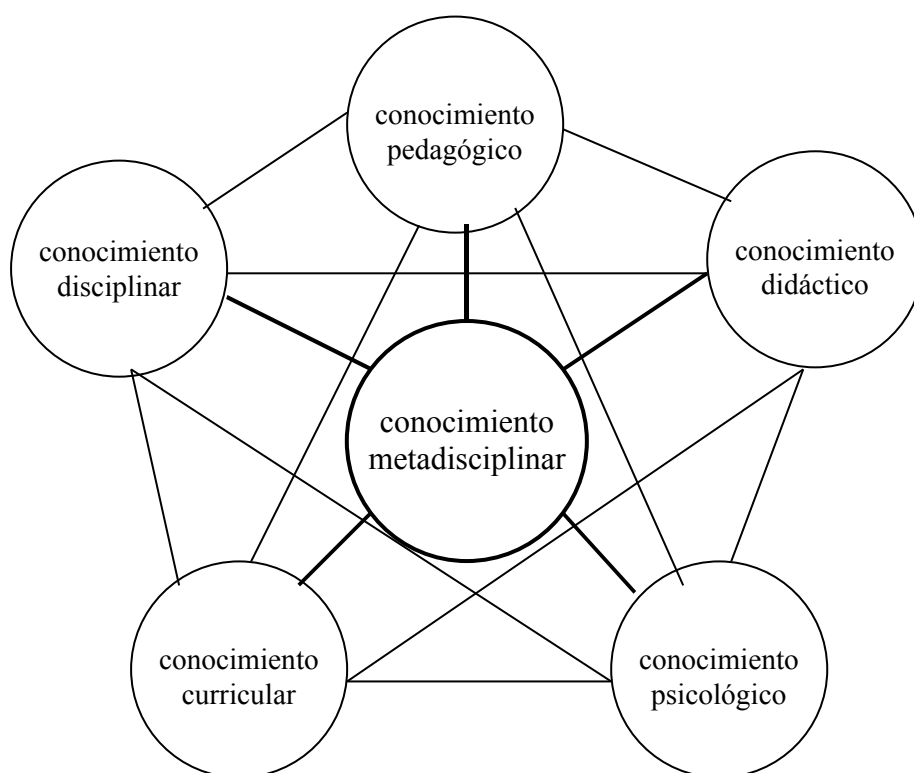 conocimiento
pedagógico
conocimiento
disciplinar
conocimiento
didáctico
conocimiento
metadisciplinar
conocimiento
curricular
conocimiento
psicológico